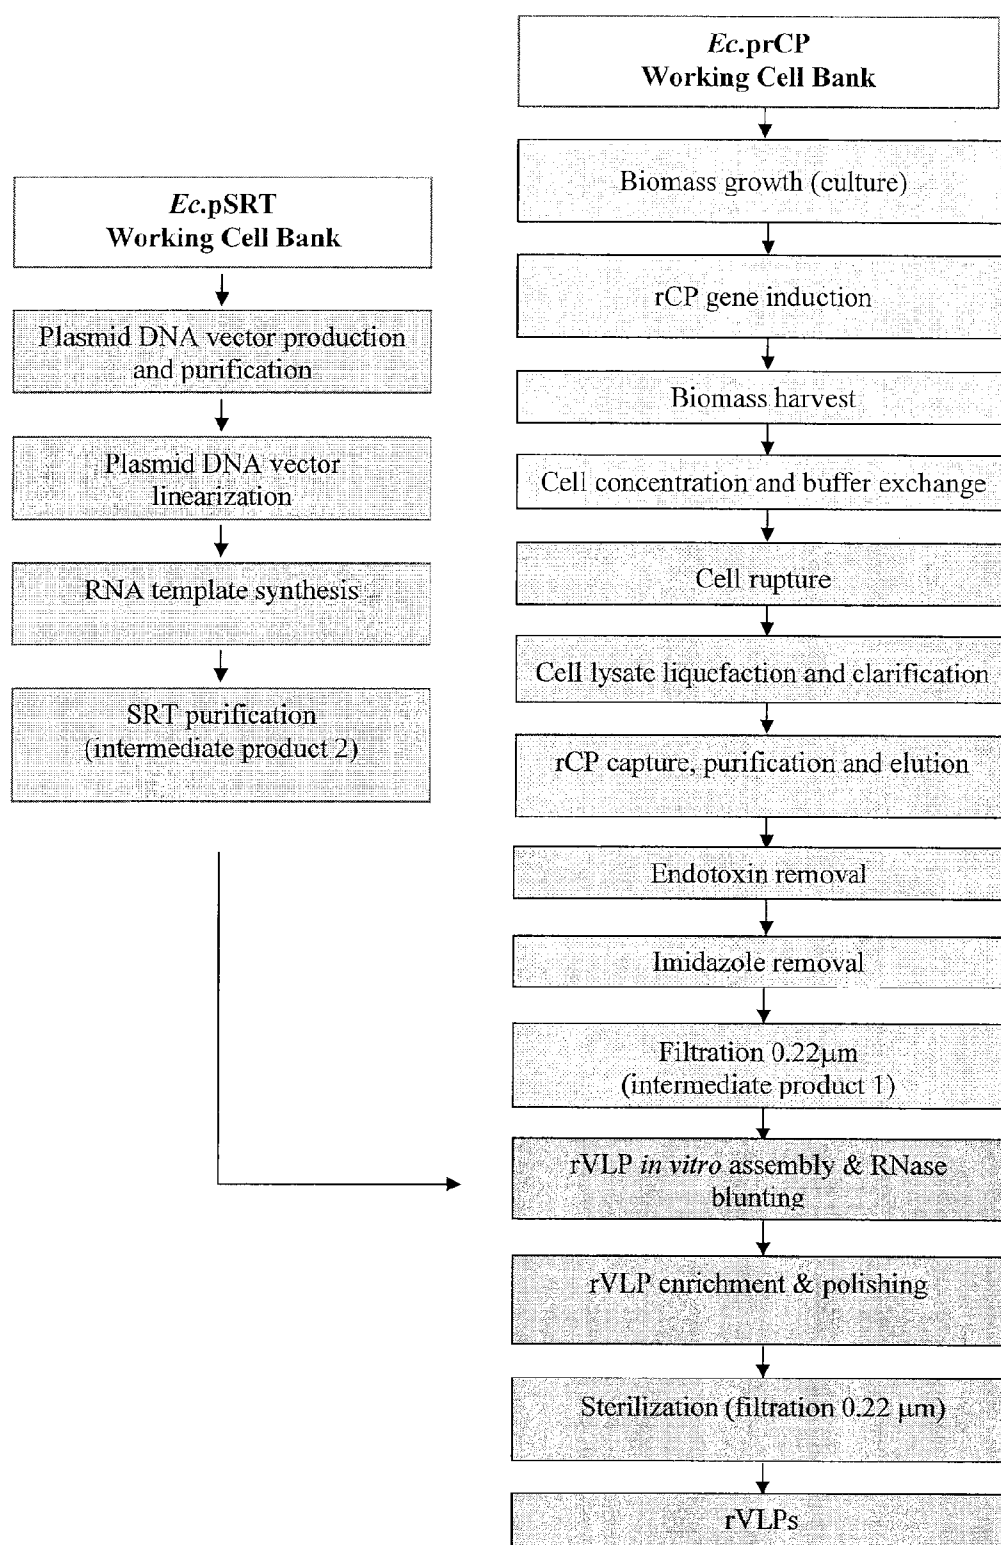 Ec.pSRT
Working Cell Bank
Plasmid DNA vector production
and purification
Plasmid DNA vector
linearization
RNA template synthesis
SRT purification
(intermediate product 2)
Ec.prCP
Working Cell Bank
Biomass growth (culture)
rCP gene induction
Biomass harvest
Cell concentration and buffer exchange
Cell rupture
Cell lysate liquefaction and clarification
rCP capture, purification and elution
Endotoxin removal
Imidazole removal
Filtration 0.22µm
(intermediate product 1)
rVLP in vitro assembly & RNase
blunting
rVLP enrichment & polishing
Sterilization (filtration 0.22 µm)
rVLPs